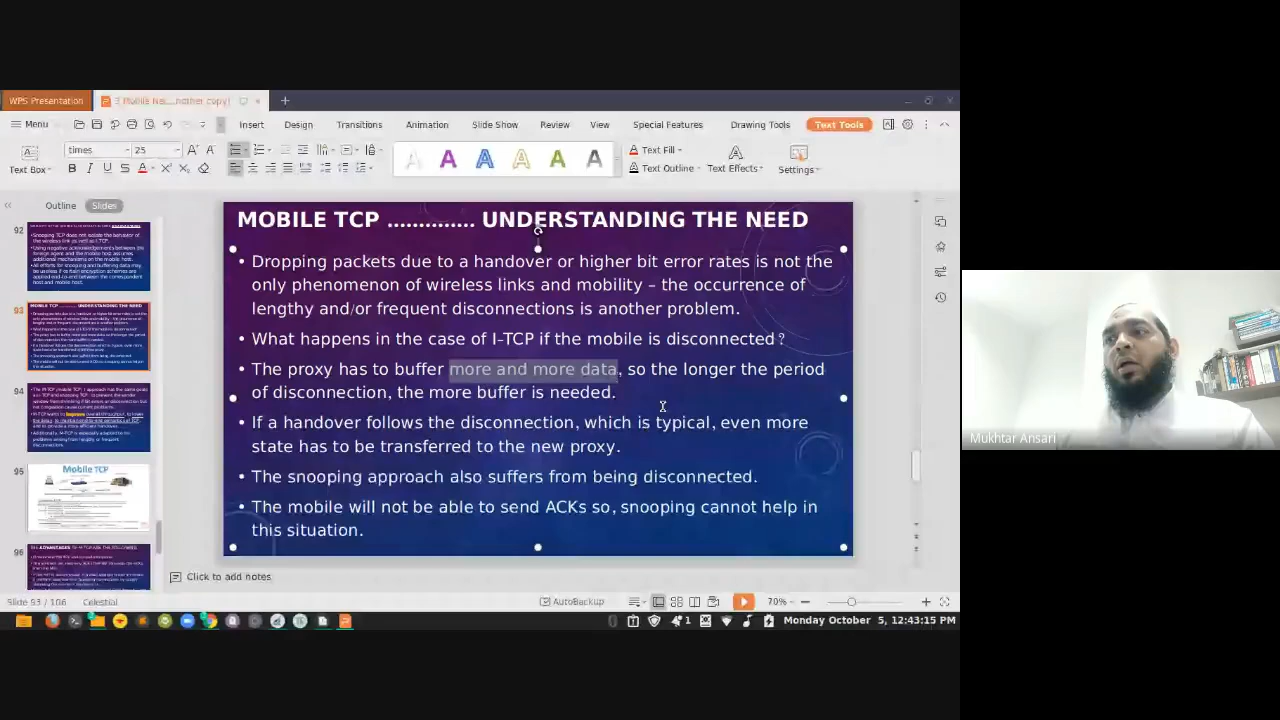 WPS Presentation
Menu
Insert
Design
Transitions
Animation
Slide Show
Review
View
Special Features
Drawing Tools
Text Tools
times
25
Text Box
Text Fill
Text Outline
Text Effects
Settings
Outline
Slides
92
93
94
95
Mobile TCP
96
MOBILE TCP ............. UNDERSTANDING THE NEED
• Dropping packets due to a handover or higher bit error rates is not the
only phenomenon of wireless links and mobility – the occurrence of
lengthy and/or frequent disconnections is another problem.
• What happens in the case of TCP if the mobile is disconnected?
• The proxy has to buffer more and more data, so the longer the period
of disconnection, the more buffer is needed.
• If a handover follows the disconnection, which is typical, even more
state has to be transferred to the new proxy.
• The snooping approach also suffers from being disconnected.
• The mobile will not be able to send ACKs so, snooping cannot help in
this situation.
Click to add notes
Slide 93 / 106
Celestial
AutoBackup
70%
Monday October 5, 12:43:15 PM
Mukhtar Ansari